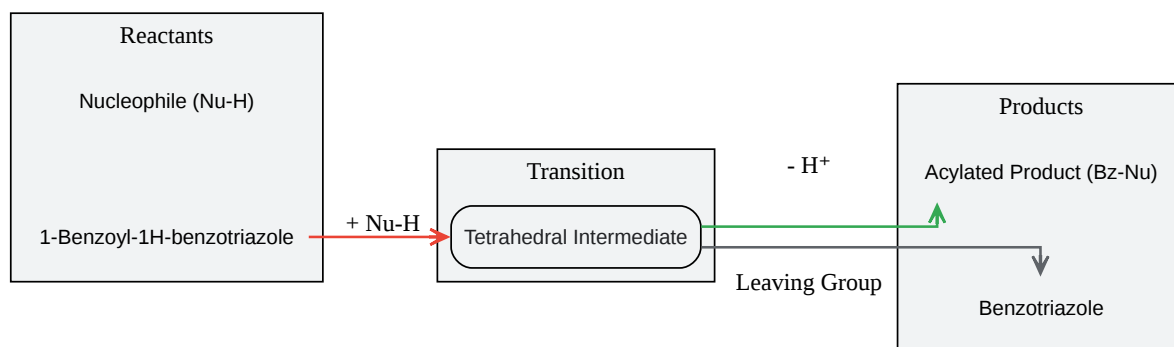 Reactants
Nucleophile (Nu-H)
1-Benzoyl-1H-benzotriazole
+ Nu-H
Transition
Tetrahedral Intermediate
- H⁺
Leaving Group
Products
Acylated Product (Bz-Nu)
Benzotriazole